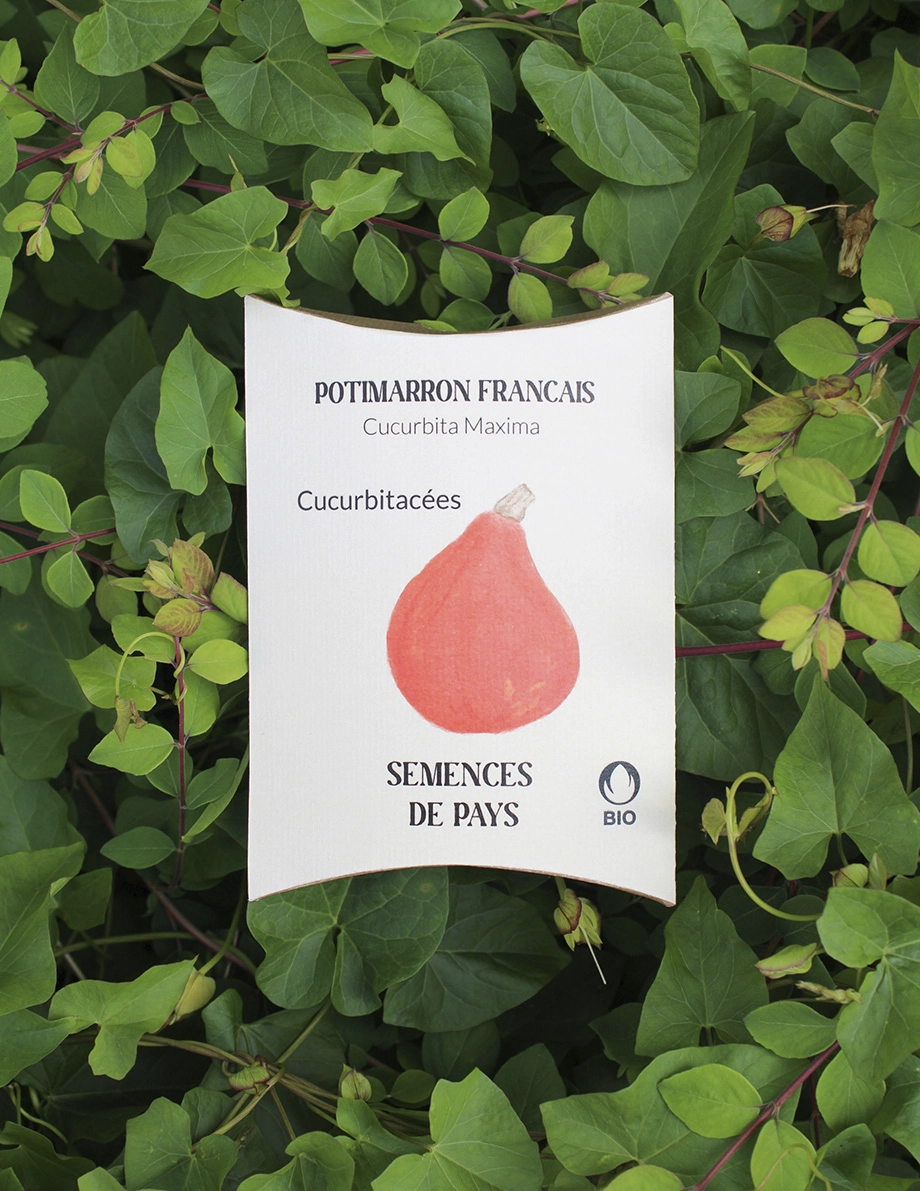 POTIMARRON FRANCAIS
Cucurbita Maxima
Cucurbitacées
SEMENCES
DE PAYS
BIO